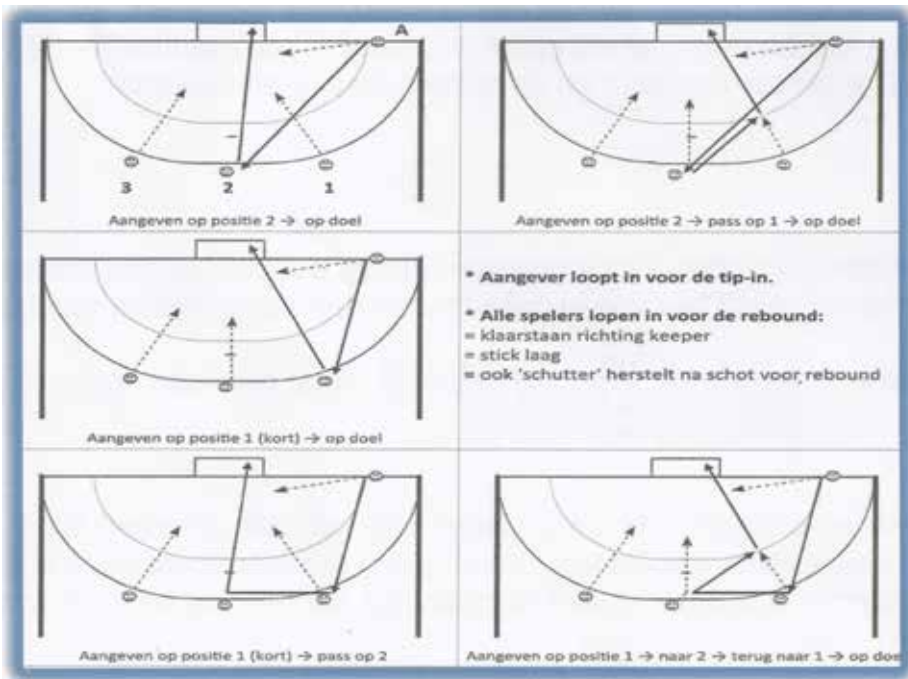 A
3 2 1
Aangeven op positie 2 → op doel
Aangeven op positie 2 → pass op 1 → op doel
* Aangever loopt in voor de tip-in.
* Alle spelers lopen in voor de rebound:
= klaarstaan richting keeper
= stick laag
= ook 'schutter' herstelt na schot voor rebound
Aangeven op positie 1 (kort) → op doel
Aangeven op positie 1 (kort) → pass op 2
Aangeven op positie 1 → naar 2 → terug naar 1 → op doe